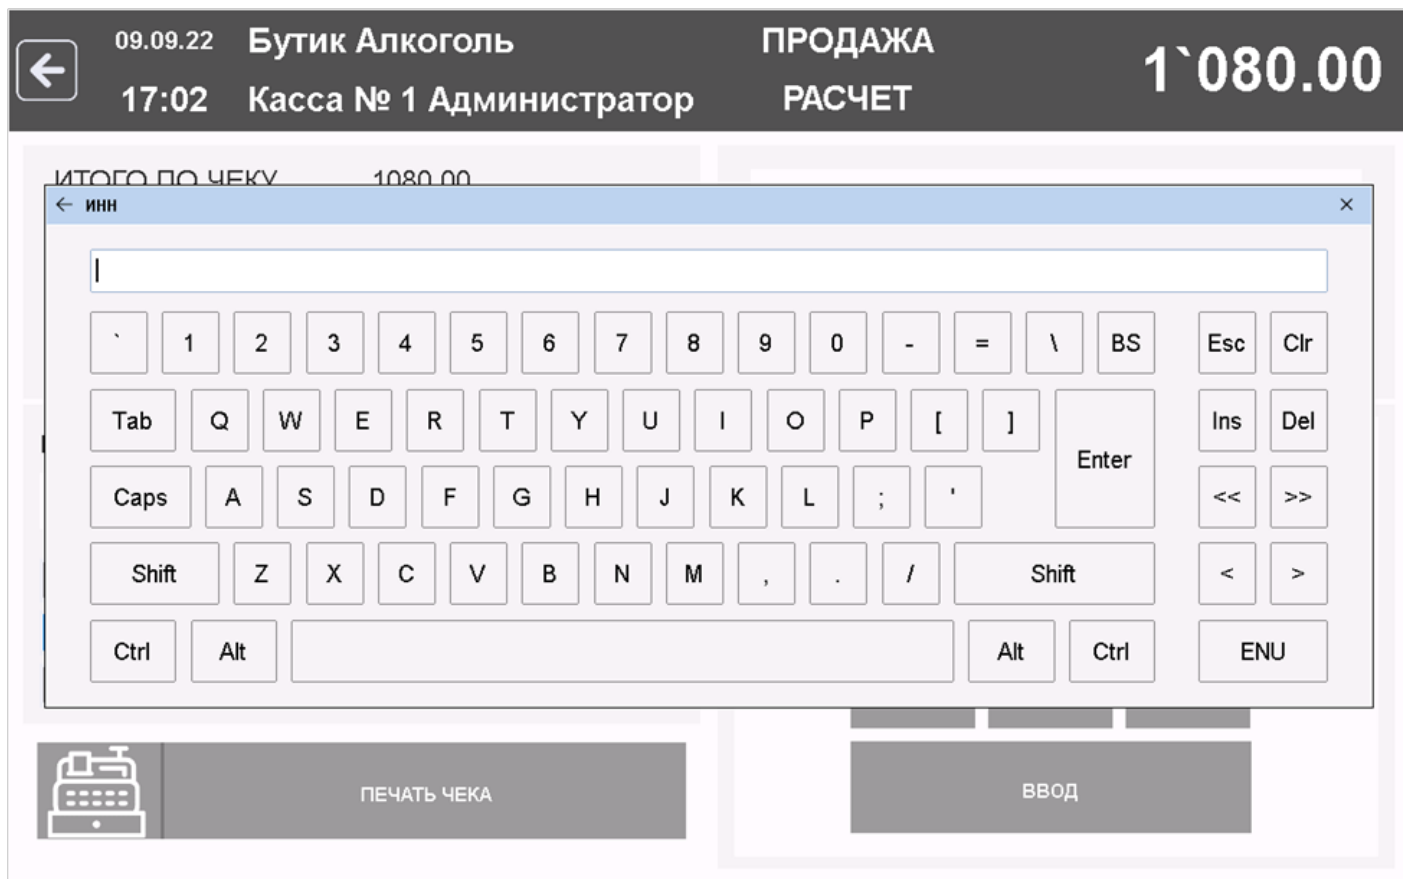 09.09.22 Бутик Алкоголь ПРОДАЖА
17:02 Касса № 1 Администратор РАСЧЕТ 1`080.00
ИТОГО ПО ЧЕКУ 1080.00
← ИНН ×
` 1 2 3 4 5 6 7 8 9 0 - = \ BS Esc Clr
Tab Q W E R T Y U I O P [ ] Ins Del
Enter
Caps A S D F G H J K L ; ' << >>
Shift Z X C V B N M , . / Shift < >
Ctrl Alt Alt Ctrl ENU
ПЕЧАТЬ ЧЕКА ВВОД